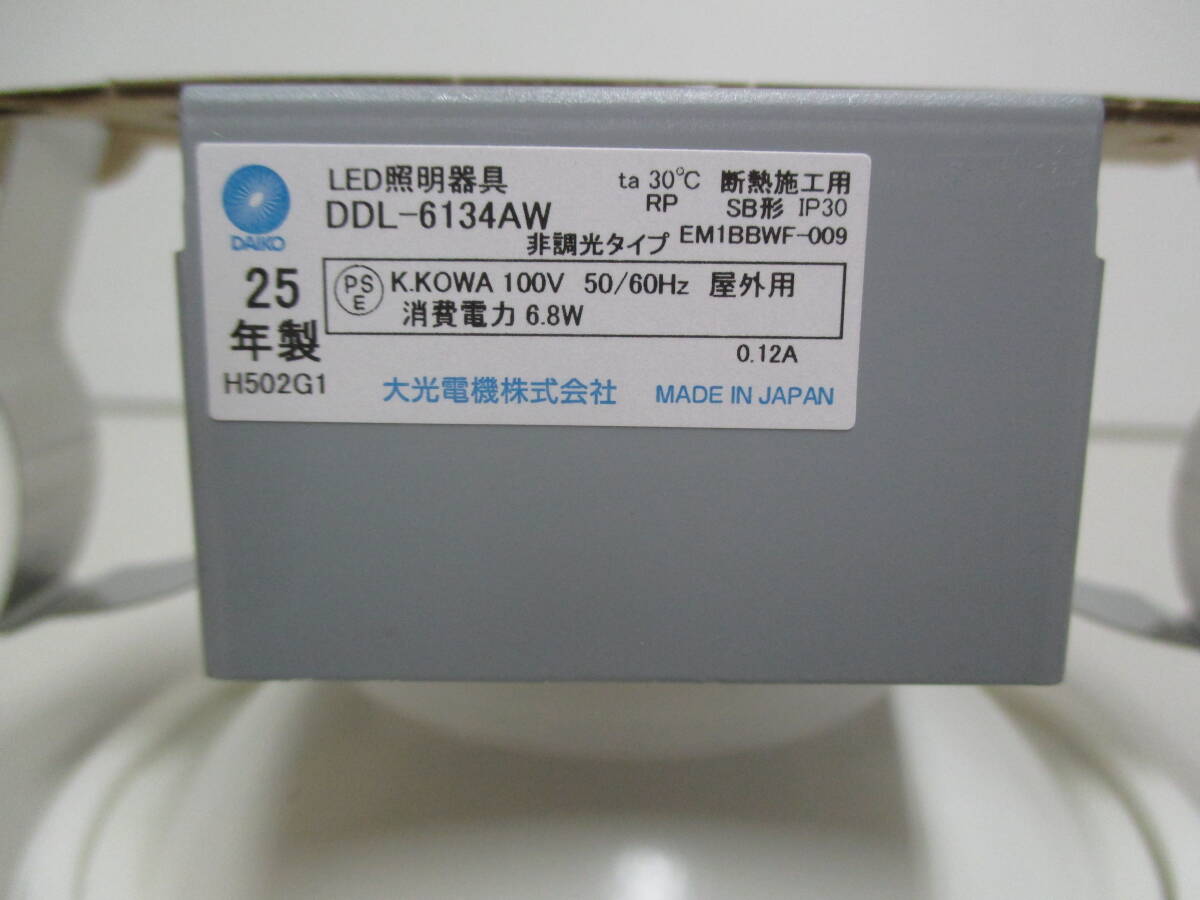 DAIKO
LED照明器具
DDL-6134AW
非調光タイプ
ta 30℃ 断熱施工用
RP SB形 IP30
EM1BBWF-009
25
年製
H502G1
PS
E
K.KOWA 100V 50/60Hz 屋外用
消費電力 6.8W
0.12A
大光電機株式会社 MADE IN JAPAN